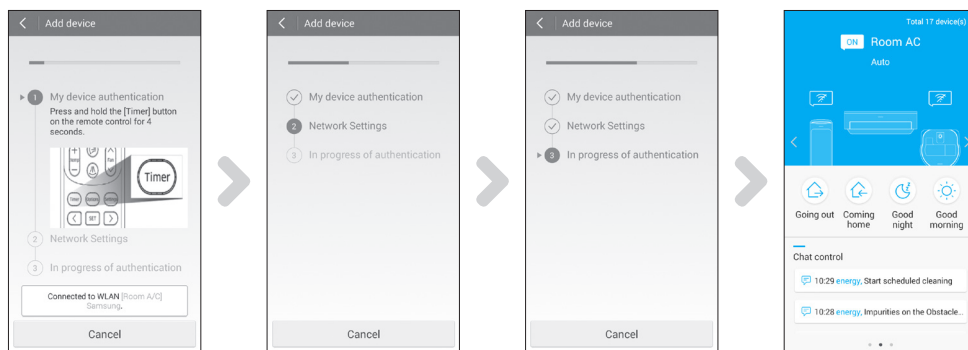 Add device
1 My device authentication
Press and hold the [Timer] button
on the remote control for 4
seconds.
Timer
SET
2 Network Settings
3 In progress of authentication
Connected to WLAN [Room A/C]
Samsung.
Cancel
Add device
My device authentication
2 Network Settings
3 In progress of authentication
Cancel
Add device
My device authentication
Network Settings
3 In progress of authentication
Cancel
Total 17 device(s)
ON Room AC
Auto
Going out
Coming
home
Good
night
Good
morning
Chat control
10:29 energy, Start scheduled cleaning
10:28 energy, Impurities on the Obstacle...